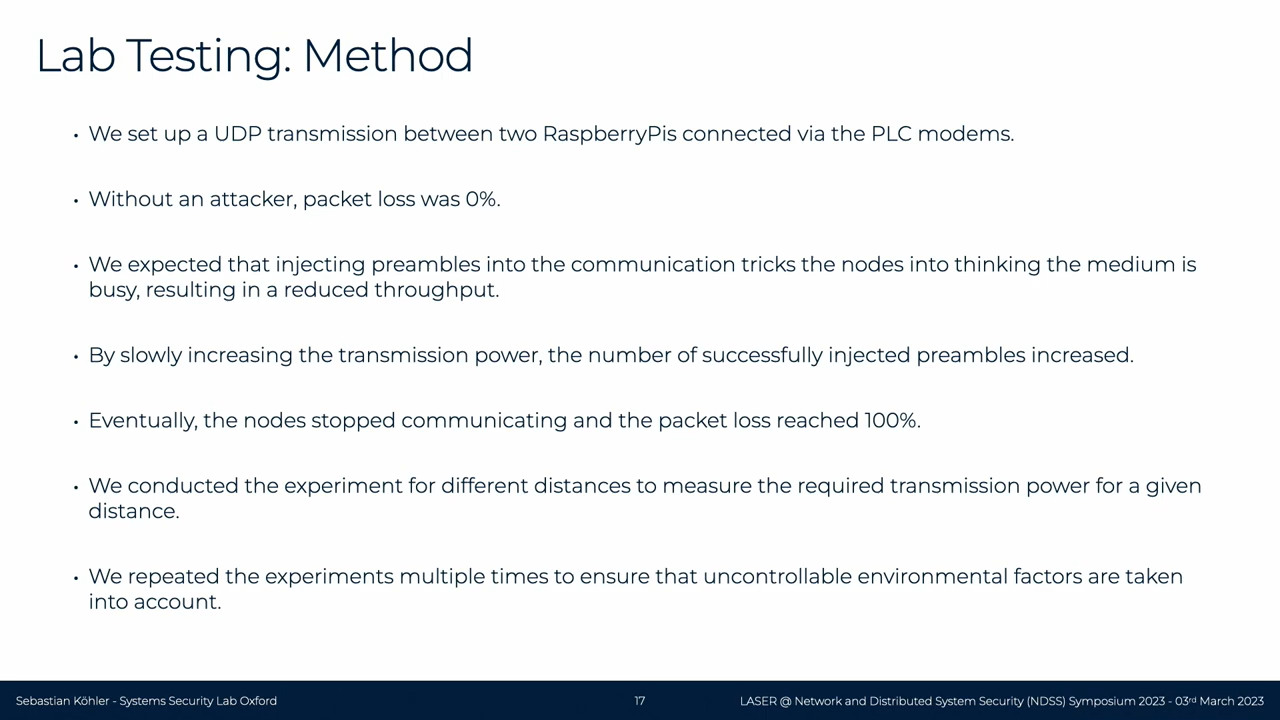 Lab Testing: Method
• We set up a UDP transmission between two RaspberryPis connected via the PLC modems.
• Without an attacker, packet loss was 0%.
• We expected that injecting preambles into the communication tricks the nodes into thinking the medium is
busy, resulting in a reduced throughput.
• By slowly increasing the transmission power, the number of successfully injected preambles increased.
• Eventually, the nodes stopped communicating and the packet loss reached 100%.
• We conducted the experiment for different distances to measure the required transmission power for a given
distance.
• We repeated the experiments multiple times to ensure that uncontrollable environmental factors are taken
into account.
Sebastian Köhler - Systems Security Lab Oxford
17
LASER @ Network and Distributed System Security (NDSS) Symposium 2023 - 03rd March 2023